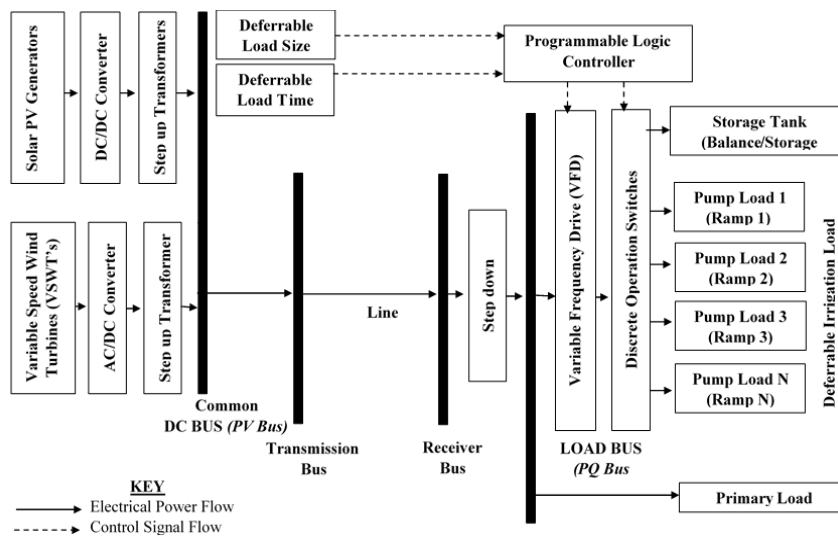 Solar PV Generators
DC/DC Converter
Step up Transformers
Deferrable
Load Size
Deferrable
Load Time
Programmable Logic
Controller
Storage Tank
(Balance/Storage
Variable Speed Wind
Turbines (VSWT's)
AC/DC Converter
Step up Transformer
Line
Step down
Variable Frequency Drive (VFD)
Discrete Operation Switches
Pump Load 1
(Ramp 1)
Pump Load 2
(Ramp 2)
Pump Load 3
(Ramp 3)
Pump Load N
(Ramp N)
Deferrable Irrigation Load
Common
DC BUS (PV Bus)
Transmission
Bus
Receiver
Bus
LOAD BUS
(PQ Bus
Primary Load
KEY
Electrical Power Flow
Control Signal Flow